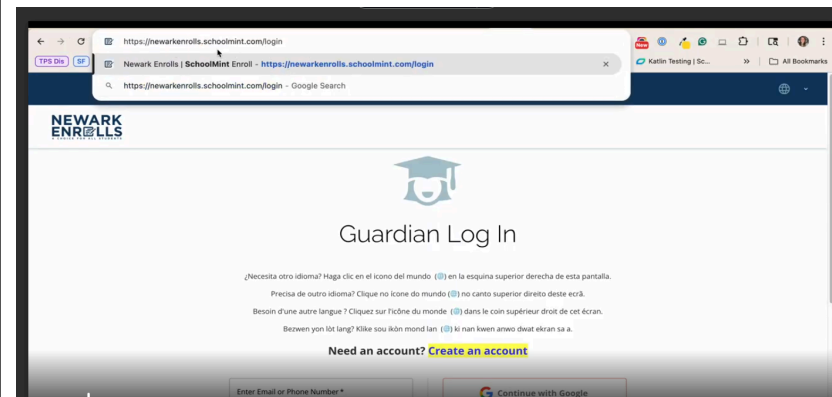 https://newarkenrolls.schoolmint.com/login
New
TPS Dis SF
Newark Enrolls | SchoolMint Enroll - https://newarkenrolls.schoolmint.com/login
Katlin Testing | Sc...
All Bookmarks
https://newarkenrolls.schoolmint.com/login - Google Search
NEWARK
ENROLLS
Guardian Log In
¿Necesita otro idioma? Haga clic en el icono del mundo () en la esquina superior derecha de esta pantalla.
Precisa de outro idioma? Clique no ícone do mundo () no canto superior direito deste ecrã.
Besoin d'une autre langue ? Cliquez sur l'icône du monde () dans le coin supérieur droit de cet écran.
Bezwen yon lòt lang? Klike sou ikòn mond lan () ki nan kwen anwo dwat ekran sa a.
Need an account? Create an account
Enter Email or Phone Number *
Continue with Google